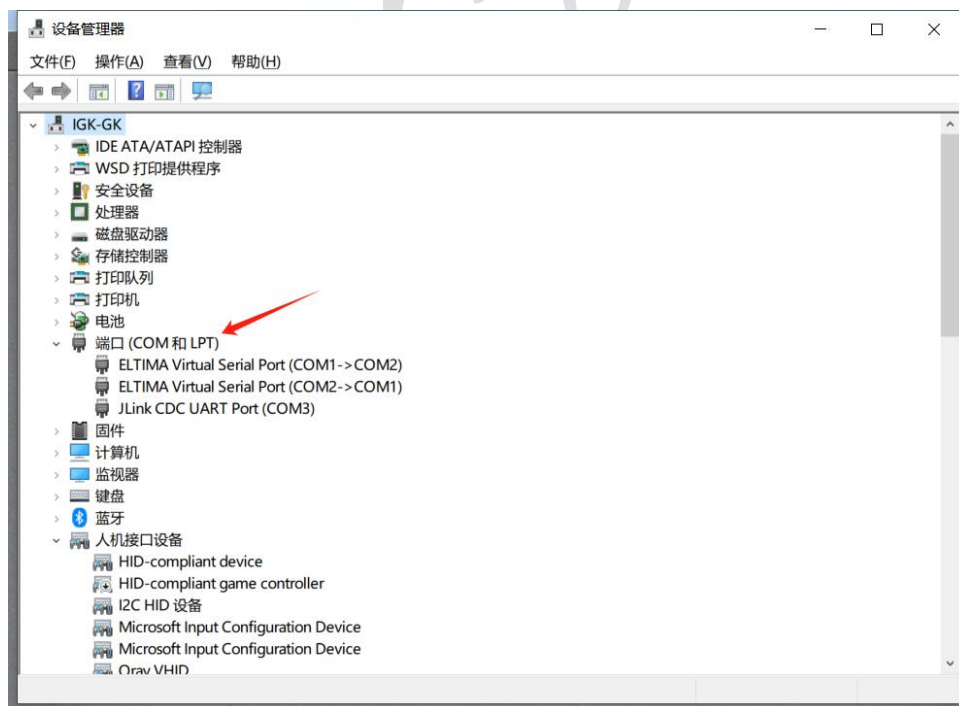 设备管理器
文件(F) 操作(A) 查看(V) 帮助(H)
IGK-GK
IDE ATA/ATAPI 控制器
WSD 打印提供程序
安全设备
处理器
磁盘驱动器
存储控制器
打印队列
打印机
电池
端口 (COM 和 LPT)
ELTIMA Virtual Serial Port (COM1->COM2)
ELTIMA Virtual Serial Port (COM2->COM1)
JLink CDC UART Port (COM3)
固件
计算机
监视器
键盘
蓝牙
人机接口设备
HID-compliant device
HID-compliant game controller
I2C HID 设备
Microsoft Input Configuration Device
Microsoft Input Configuration Device
Oray VHID